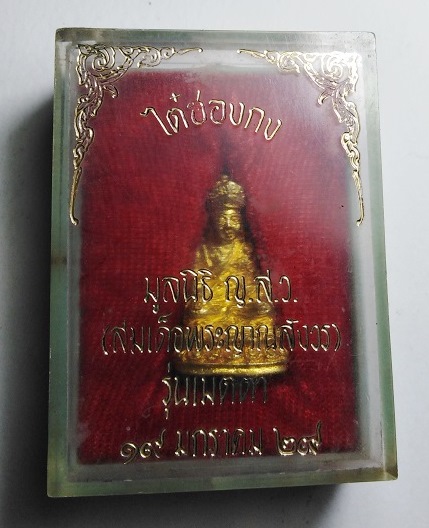 ไต้ฮ่องกง
มูลนิธิ ญ.ส.ว.
(สมเด็จพระญาณสังวร)
รุ่นเมตตา
๑๙ มกราคม ๒๙